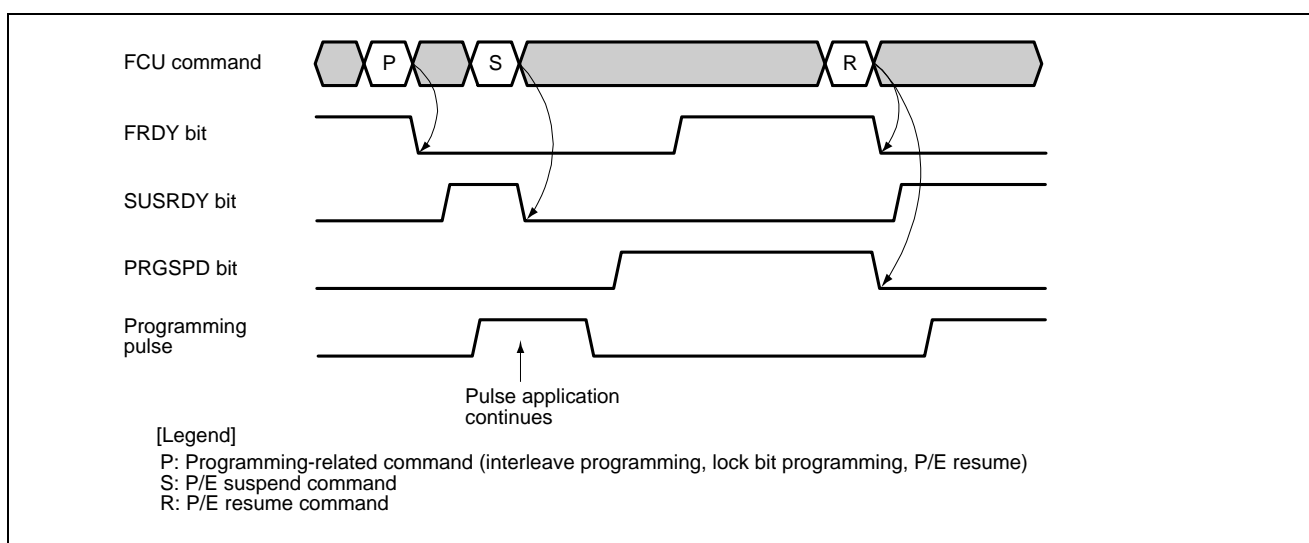 FCU command
P
S
R
FRDY bit
SUSRDY bit
PRGSPD bit
Programming
pulse
Pulse application
continues
[Legend]
P: Programming-related command (interleave programming, lock bit programming, P/E resume)
S: P/E suspend command
R: P/E resume command